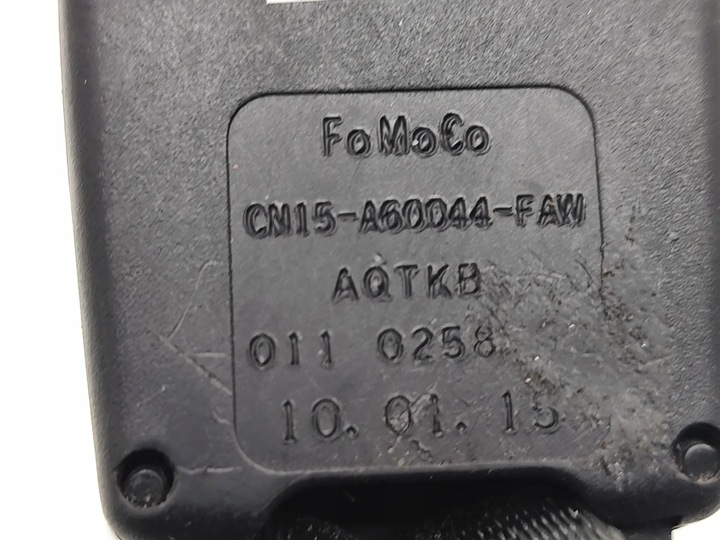 FoMoCo
CN15-A60044-FAW
AQTKB
011 0258
10.01.15